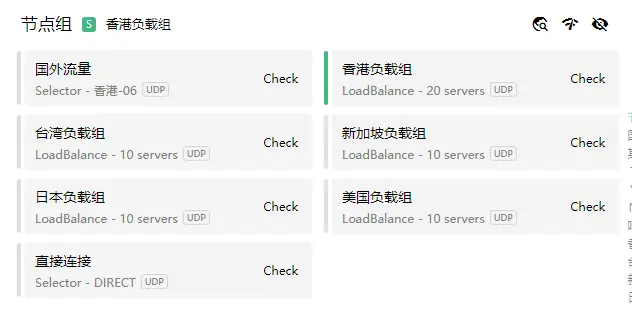 节点组 S 香港负载组
国外流量
Selector - 香港-06 UDP
Check
香港负载组
LoadBalance - 20 servers UDP
Check
台湾负载组
LoadBalance - 10 servers UDP
Check
新加坡负载组
LoadBalance - 10 servers UDP
Check
日本负载组
LoadBalance - 10 servers UDP
Check
美国负载组
LoadBalance - 10 servers UDP
Check
直接连接
Selector - DIRECT UDP
Check